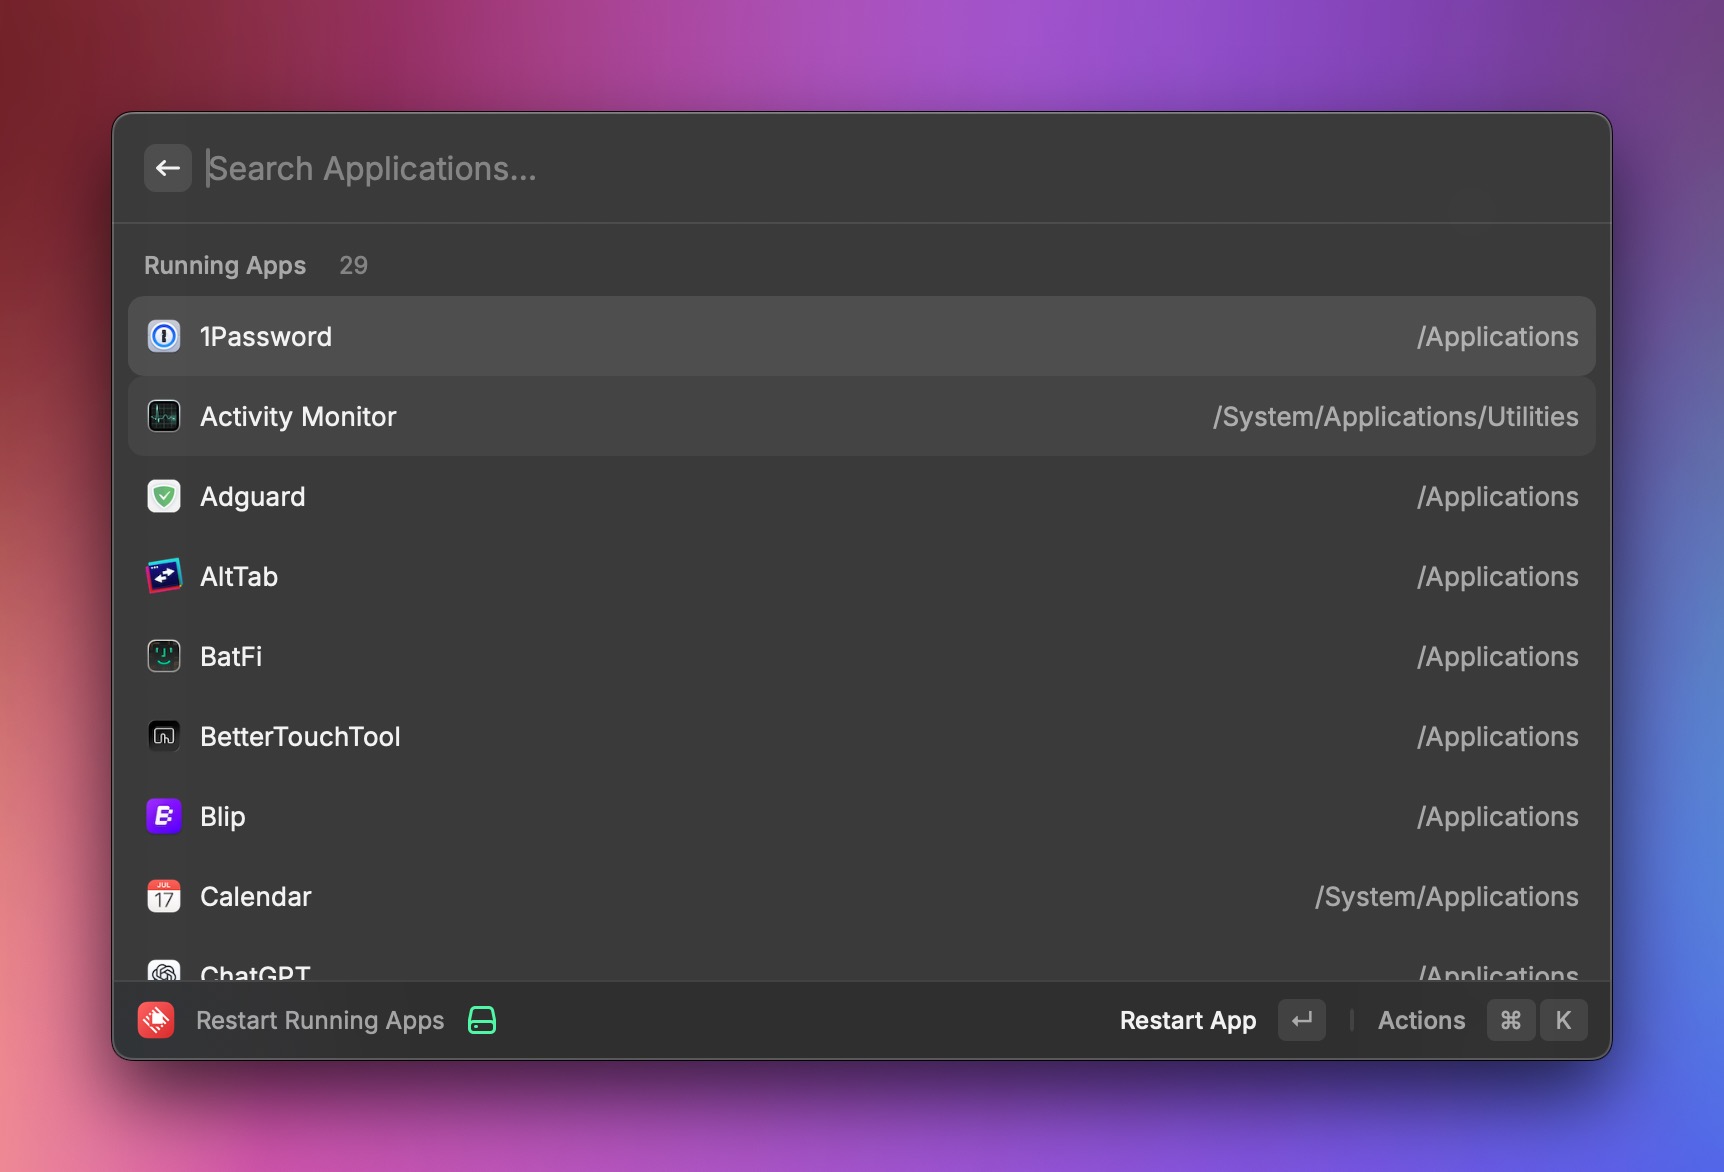 Search Applications...
Running Apps 29
1Password /Applications
Activity Monitor /System/Applications/Utilities
Adguard /Applications
AltTab /Applications
BatFi /Applications
BetterTouchTool /Applications
Blip /Applications
JUL
17
Calendar /System/Applications
ChatGPT /Applications
Restart Running Apps Restart App ↵ Actions ⌘ K